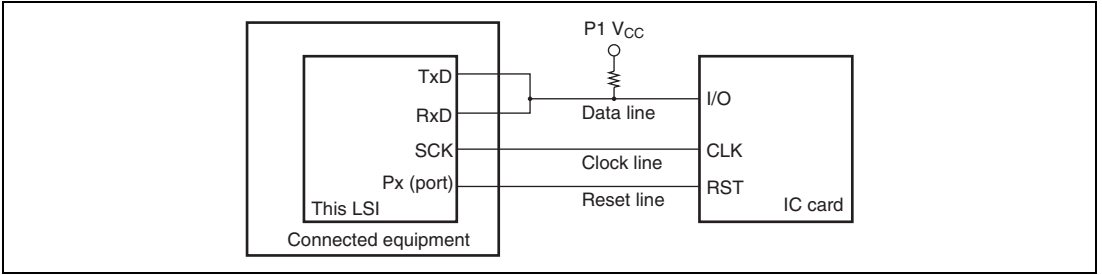 P1 VCC
TxD
RxD
I/O
Data line
SCK
CLK
Clock line
Px (port)
RST
Reset line
This LSI
IC card
Connected equipment